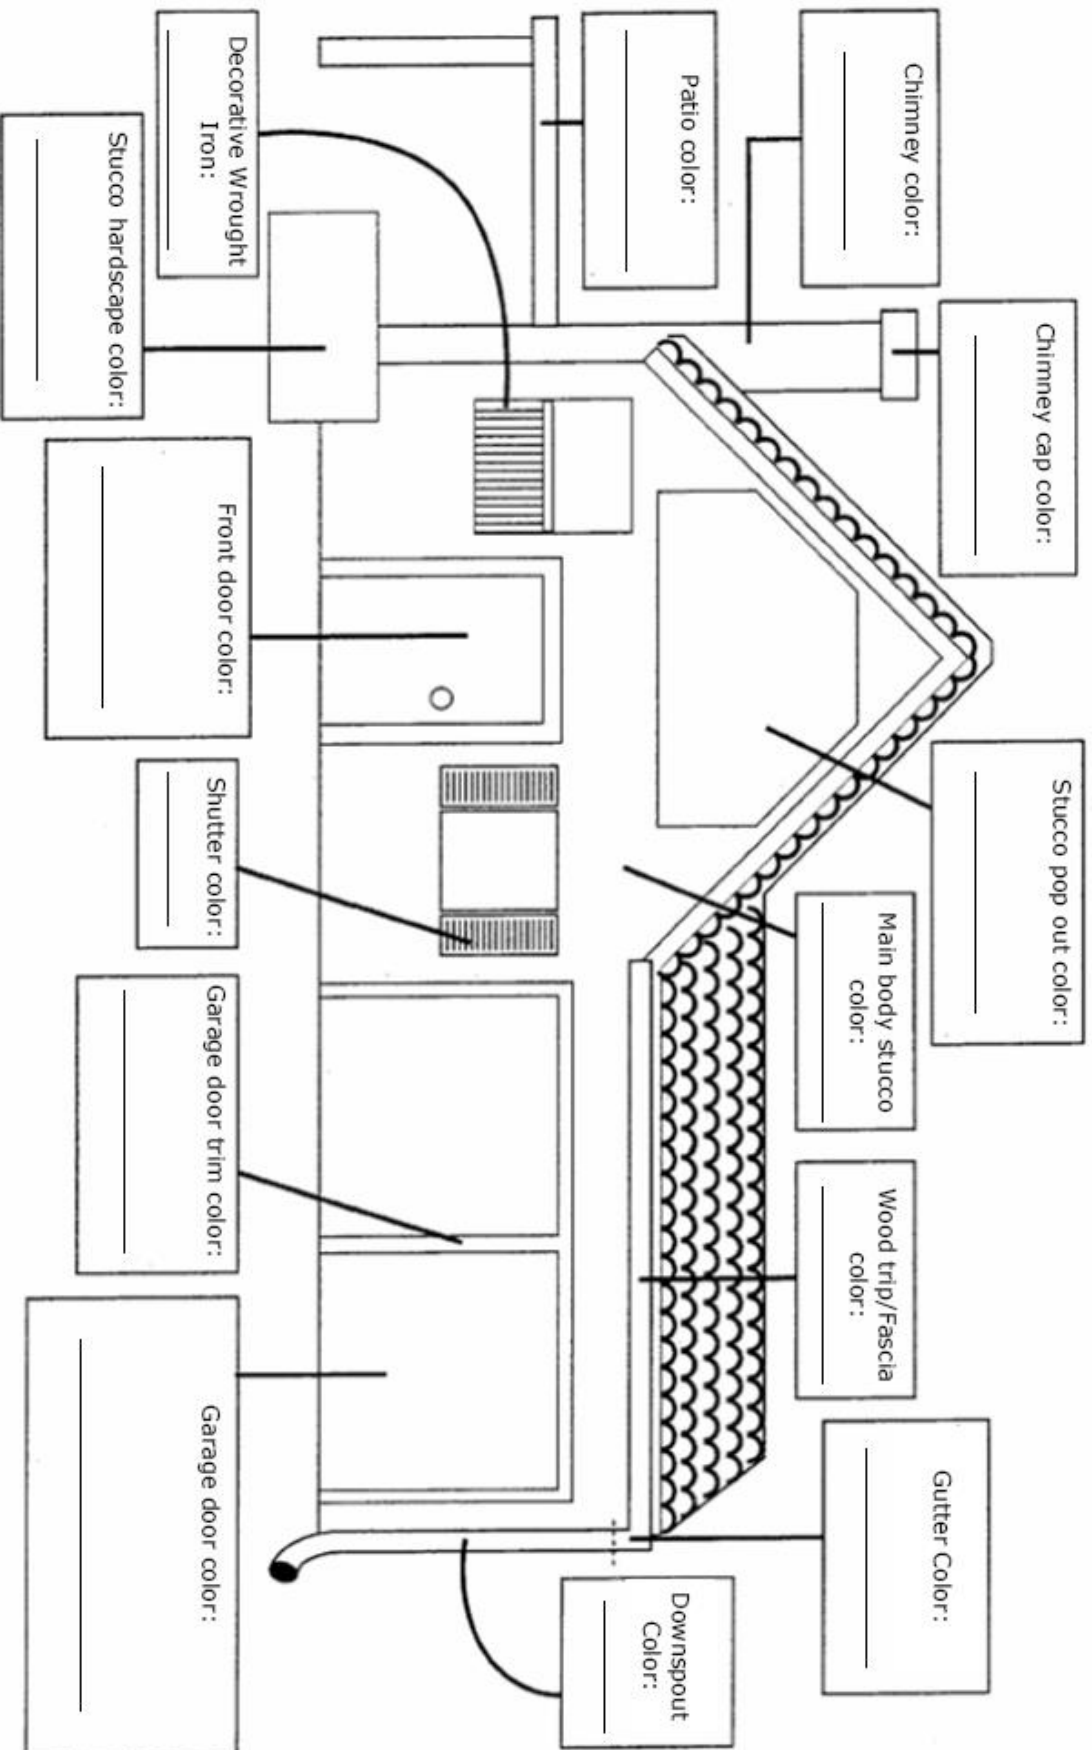 Chimney cap color:
Stucco pop out color:
Chimney color:
Main body stucco
color:
Wood trip/Fascia
color:
Gutter Color:
Patio color:
Downspout
Color:
Decorative Wrought
Iron:
Stucco hardscape color:
Front door color:
Shutter color:
Garage door trim color:
Garage door color: